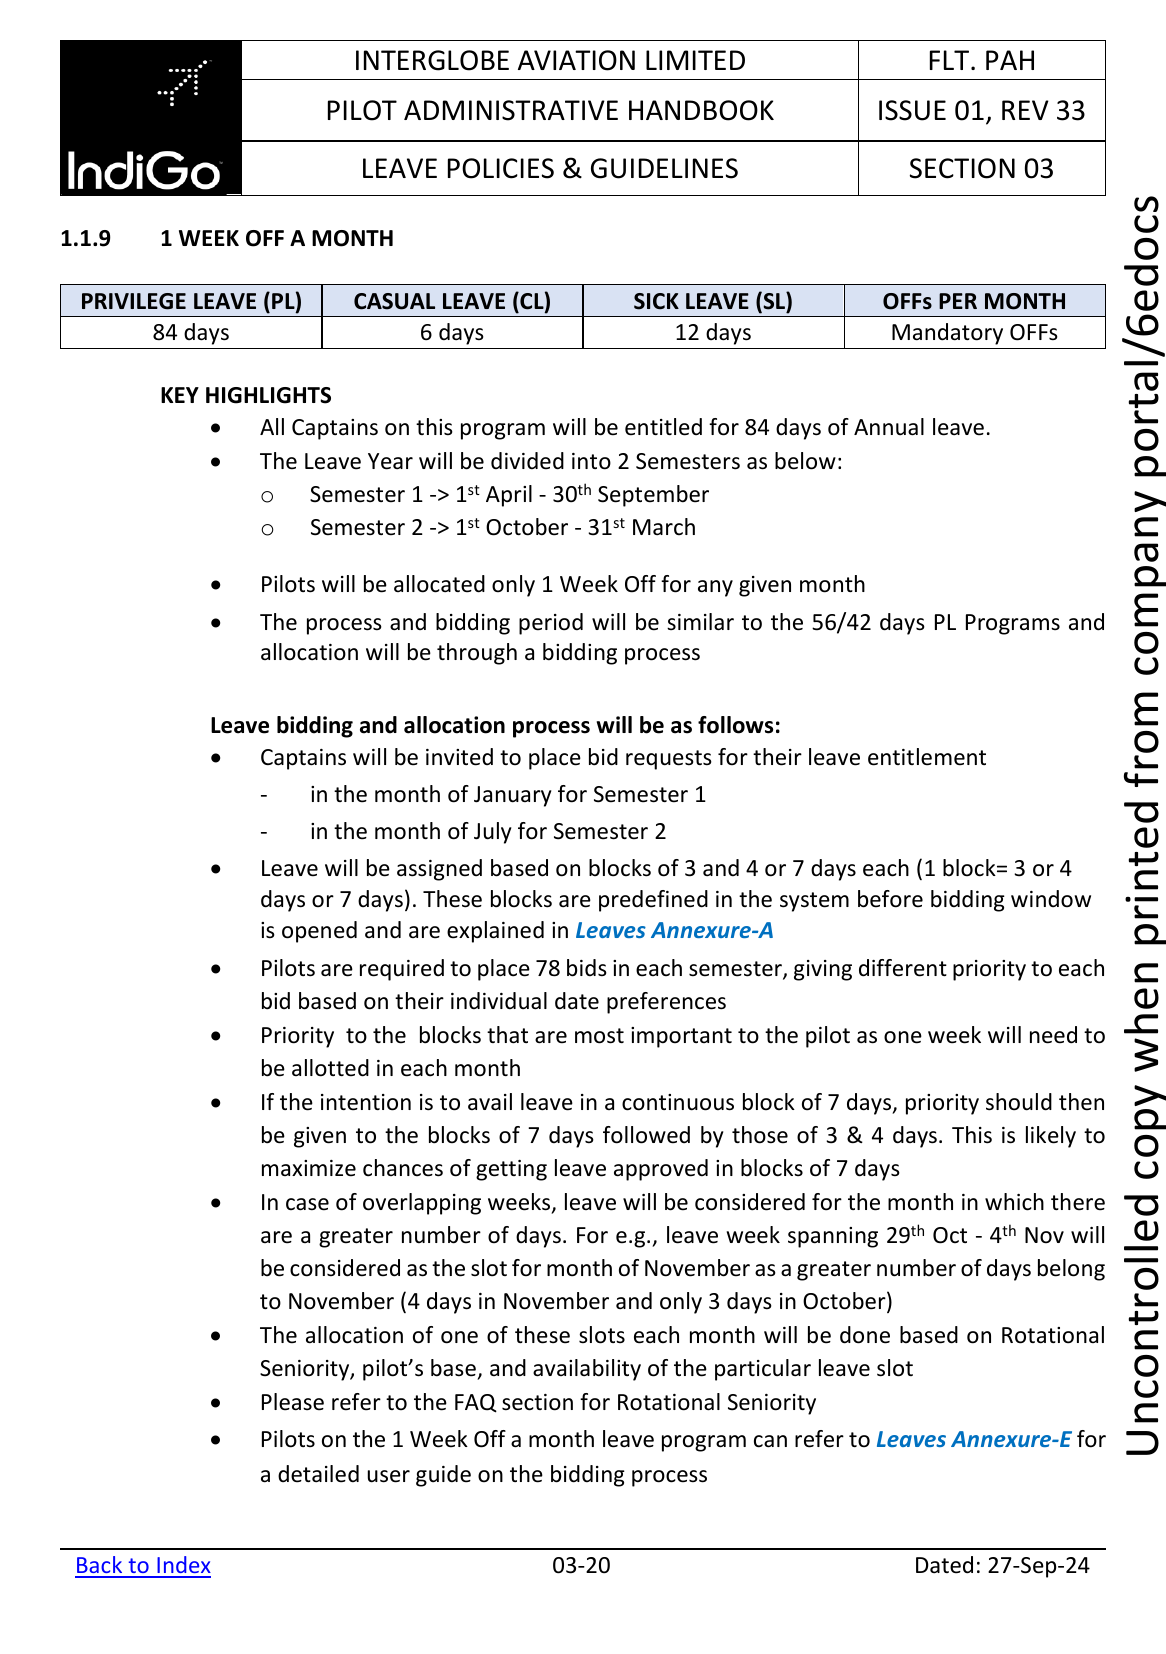 INTERGLOBE AVIATION LIMITED
FLT. PAH
PILOT ADMINISTRATIVE HANDBOOK
ISSUE 01, REV 33
IndiGo
LEAVE POLICIES & GUIDELINES
SECTION 03
1.1.9 1 WEEK OFF A MONTH
PRIVILEGE LEAVE (PL) CASUAL LEAVE (CL) SICK LEAVE (SL) OFFs PER MONTH
84 days 6 days 12 days Mandatory OFFs
KEY HIGHLIGHTS
• All Captains on this program will be entitled for 84 days of Annual leave.
• The Leave Year will be divided into 2 Semesters as below:
o Semester 1 -> 1st April - 30th September
o Semester 2 -> 1st October - 31st March
• Pilots will be allocated only 1 Week Off for any given month
• The process and bidding period will be similar to the 56/42 days PL Programs and
allocation will be through a bidding process
Leave bidding and allocation process will be as follows:
• Captains will be invited to place bid requests for their leave entitlement
- in the month of January for Semester 1
- in the month of July for Semester 2
• Leave will be assigned based on blocks of 3 and 4 or 7 days each (1 block= 3 or 4
days or 7 days). These blocks are predefined in the system before bidding window
is opened and are explained in Leaves Annexure-A
• Pilots are required to place 78 bids in each semester, giving different priority to each
bid based on their individual date preferences
• Priority to the blocks that are most important to the pilot as one week will need to
be allotted in each month
• If the intention is to avail leave in a continuous block of 7 days, priority should then
be given to the blocks of 7 days followed by those of 3 & 4 days. This is likely to
maximize chances of getting leave approved in blocks of 7 days
• In case of overlapping weeks, leave will be considered for the month in which there
are a greater number of days. For e.g., leave week spanning 29th Oct - 4th Nov will
be considered as the slot for month of November as a greater number of days belong
to November (4 days in November and only 3 days in October)
• The allocation of one of these slots each month will be done based on Rotational
Seniority, pilot’s base, and availability of the particular leave slot
• Please refer to the FAQ section for Rotational Seniority
• Pilots on the 1 Week Off a month leave program can refer to Leaves Annexure-E for
a detailed user guide on the bidding process
Back to Index 03-20 Dated: 27-Sep-24
Uncontrolled copy when printed from company portal/6edocs